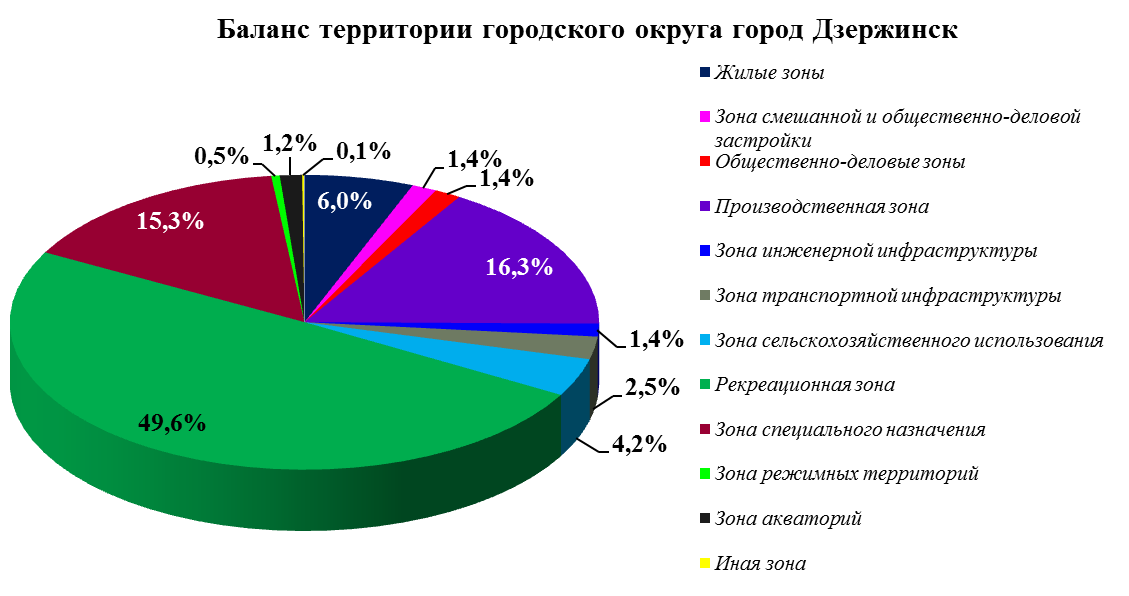 Баланс территории городского округа город Дзержинск
0,5%
1,2%
0,1%
1,4%
1,4%
6,0%
15,3%
16,3%
1,4%
2,5%
49,6%
4,2%
Жилые зоны
Зона смешанной и общественно-деловой
застройки
Общественно-деловые зоны
Производственная зона
Зона инженерной инфраструктуры
Зона транспортной инфраструктуры
Зона сельскохозяйственного использования
Рекреационная зона
Зона специального назначения
Зона режимных территорий
Зона акваторий
Иная зона